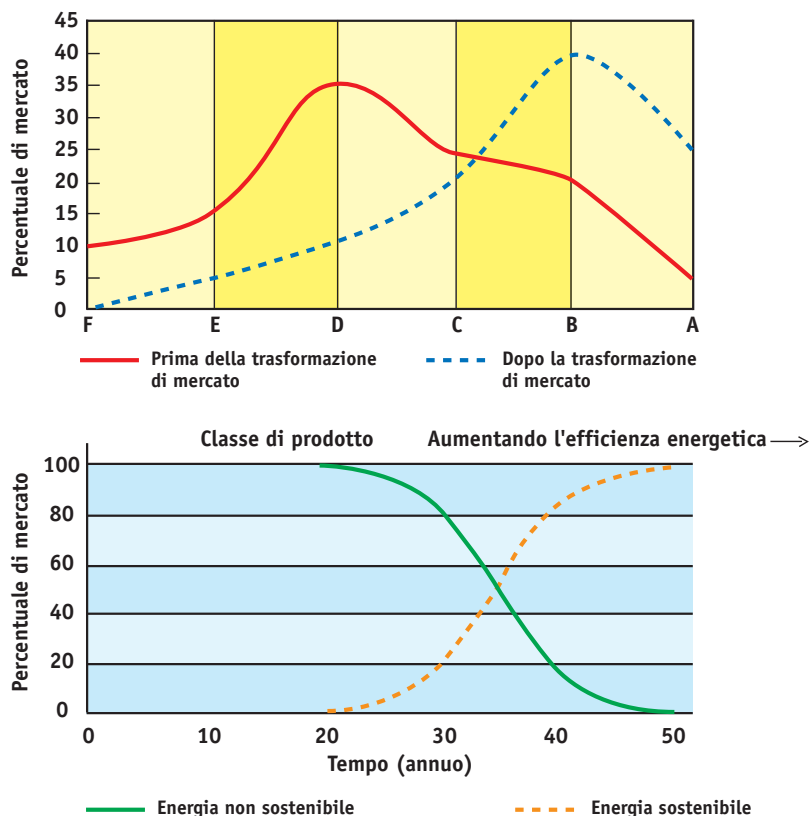 Percentuale di mercato
45
40
35
30
25
20
15
10
5
0
F E D C B A
Prima della trasformazione
di mercato
Dopo la trasformazione
di mercato
Classe di prodotto Aumentando l'efficienza energetica
Percentuale di mercato
100
80
60
40
20
0
0 10 20 30 40 50
Tempo (annuo)
Energia non sostenibile Energia sostenibile